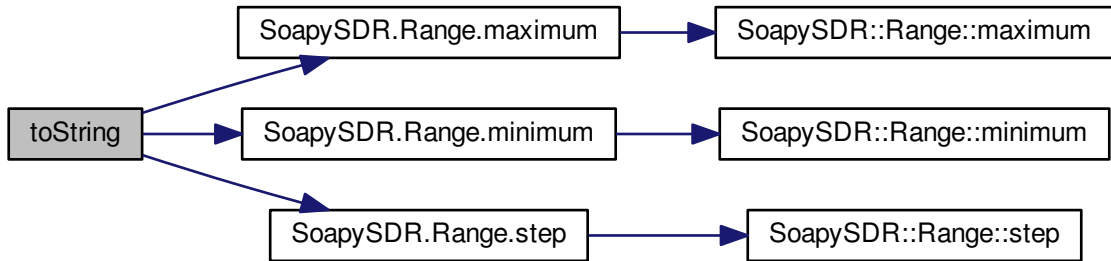 SoapySDR.Range.maximum
SoapySDR::Range::maximum
toString
SoapySDR.Range.minimum
SoapySDR::Range::minimum
SoapySDR.Range.step
SoapySDR::Range::step